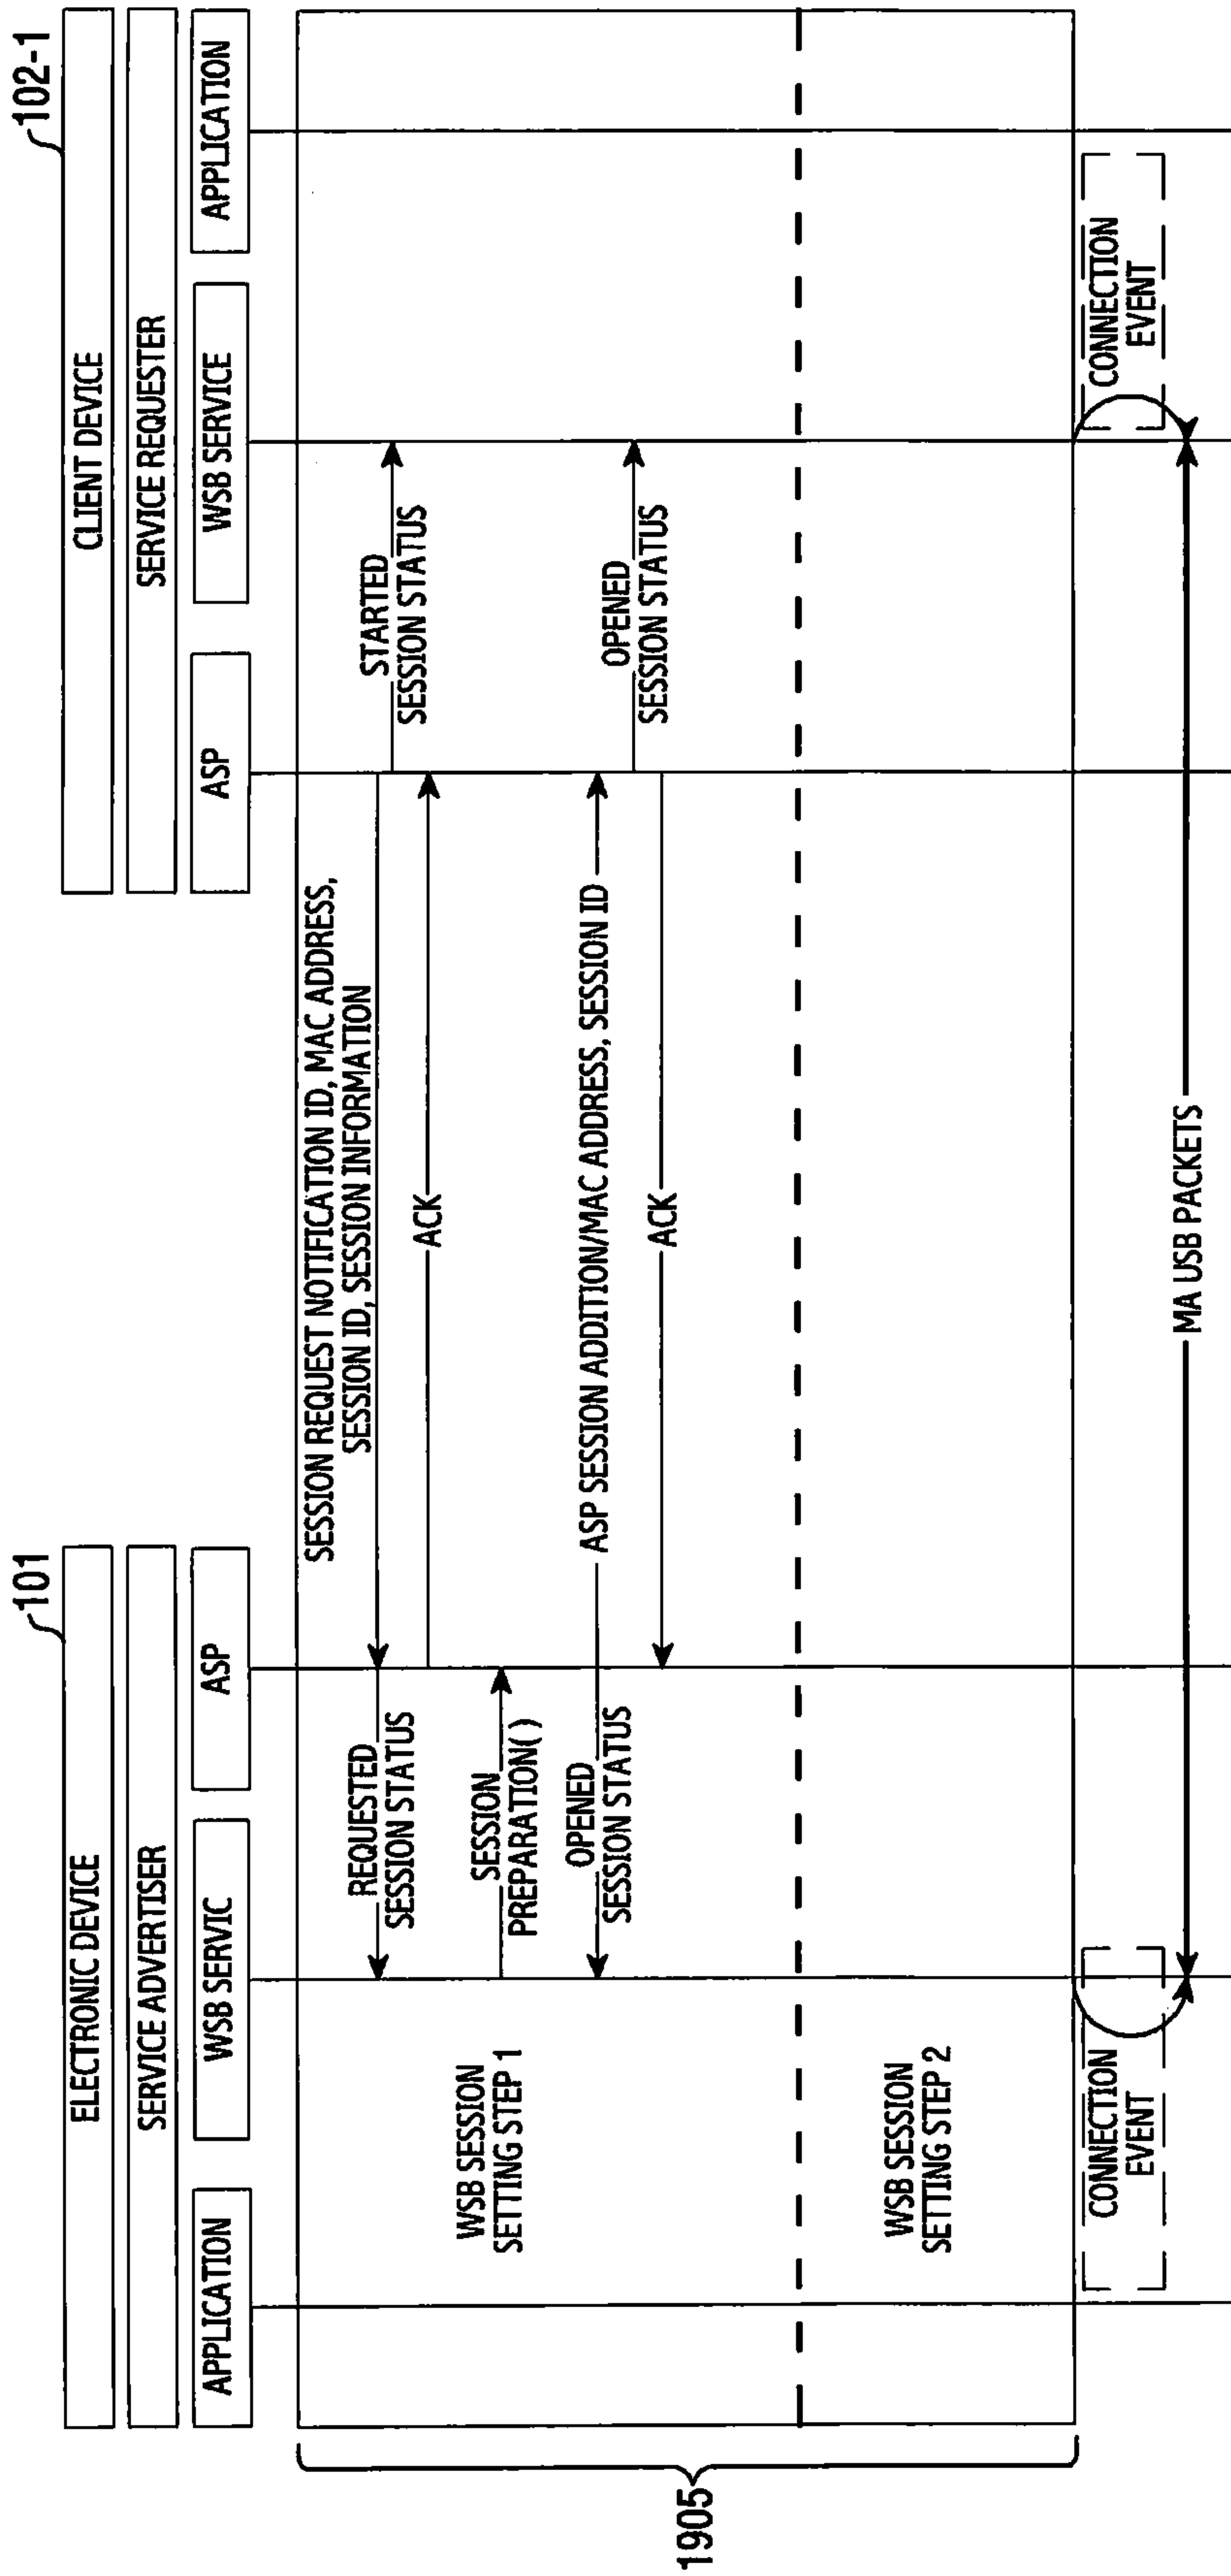 101
102-1
ELECTRONIC DEVICE
CLIENT DEVICE
SERVICE ADVERTISER
SERVICE REQUESTER
APPLICATION
WSB SERVIC
ASP
ASP
WSB SERVICE
APPLICATION
SESSION REQUEST NOTIFICATION ID, MAC ADDRESS,
SESSION ID, SESSION INFORMATION
REQUESTED
SESSION STATUS
STARTED
SESSION STATUS
ACK
WSB SESSION
SETTING STEP 1
SESSION
PREPARATION( )
OPENED
SESSION STATUS
ASP SESSION ADDITION/MAC ADDRESS, SESSION ID
OPENED
SESSION STATUS
ACK
1905
WSB SESSION
SETTING STEP 2
CONNECTION
EVENT
CONNECTION
EVENT
MA USB PACKETS